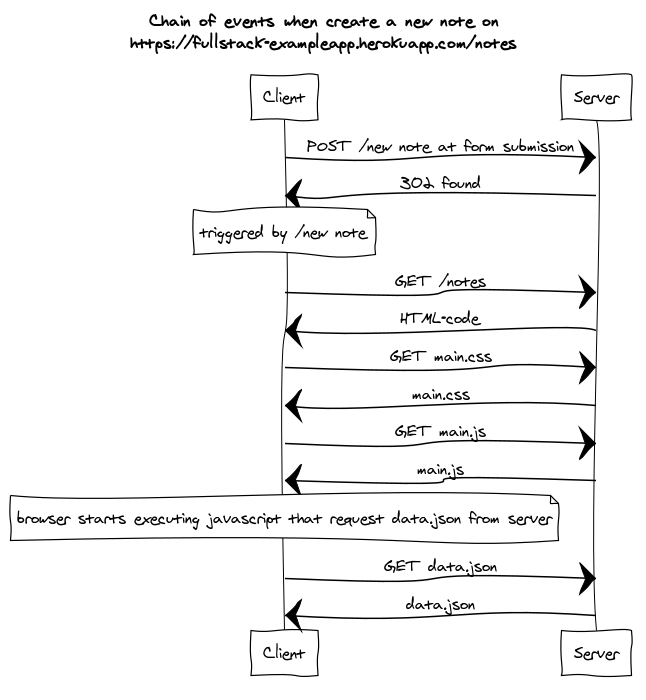 Chain of events when create a new note on
https://fullstack-exampleapp.herokuapp.com/notes
Client
Server
POST /new note at form submission
302 found
triggered by /new note
GET /notes
HTML-code
GET main.css
main.css
GET main.js
main.js
browser starts executing javascript that request data.json from server
GET data.json
data.json
Client
Server